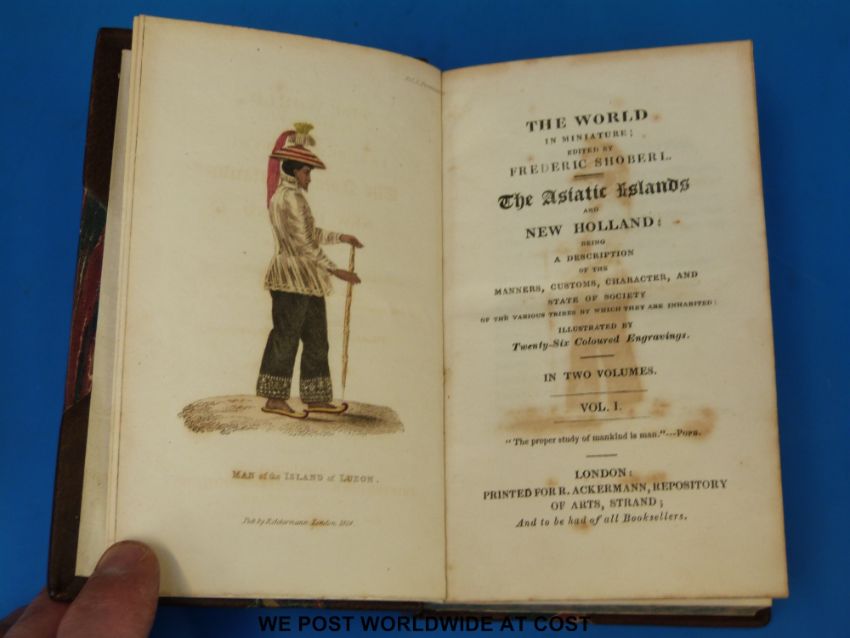 MAN of the ISLAND of LUZON.
Pub by R. Ackermann London
THE WORLD
IN MINIATURE;
EDITED BY
FREDERIC SHOBERL.
The Asiatic Islands
AND
NEW HOLLAND:
BEING
A DESCRIPTION
OF THE
MANNERS, CUSTOMS, CHARACTER, AND
STATE OF SOCIETY
OF THE VARIOUS TRIBES BY WHICH THEY ARE INHABITED:
ILLUSTRATED BY
Twenty-Six Coloured Engravings.
IN TWO VOLUMES.
VOL. I.
"The proper study of mankind is man."—POPE.
LONDON:
PRINTED FOR R. ACKERMANN, REPOSITORY
OF ARTS, STRAND;
And to be had of all Booksellers.
WE POST WORLDWIDE AT COST